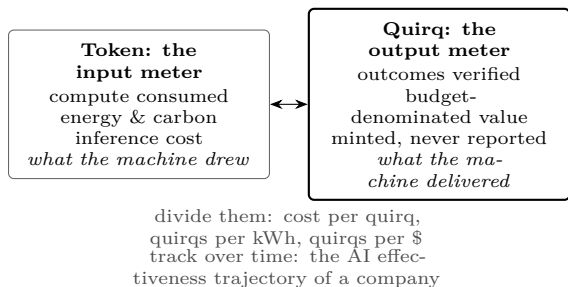 Token: the
input meter
compute consumed
energy & carbon
inference cost
what the machine drew
Quirq: the
output meter
outcomes verified
budget-
denominated value
minted, never reported
what the ma-
chine delivered
divide them: cost per quirq,
quirqs per kWh, quirqs per $
track over time: the AI effec-
tiveness trajectory of a company